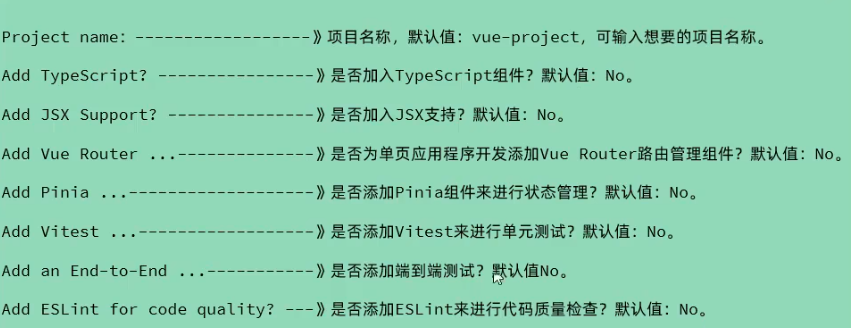 Project name: ------------------》项目名称，默认值：vue-project，可输入想要的项目名称。
Add TypeScript? ----------------》是否加入TypeScript组件？默认值：No。
Add JSX Support? ---------------》是否加入JSX支持？默认值：No。
Add Vue Router ...--------------》是否为单页应用程序开发添加Vue Router路由管理组件？默认值：No。
Add Pinia ...-------------------》是否添加Pinia组件来进行状态管理？默认值：No。
Add Vitest ...------------------》是否添加Vitest来进行单元测试？默认值：No。
Add an End-to-End ...-----------》是否添加端到端测试？默认值No。
Add ESLint for code quality? ---》是否添加ESLint来进行代码质量检查？默认值：No。